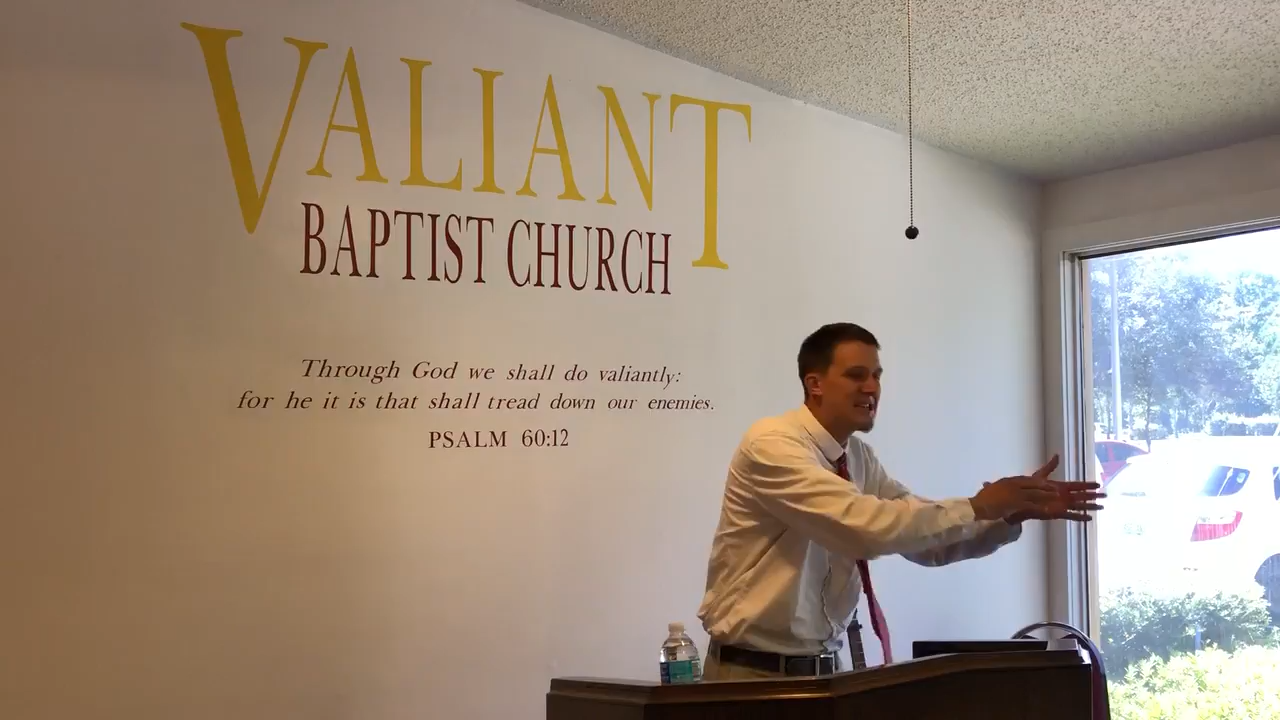 VALIANT
BAPTIST CHURCH
Through God we shall do valiantly:
for he it is that shall tread down our enemies.
PSALM 60:12